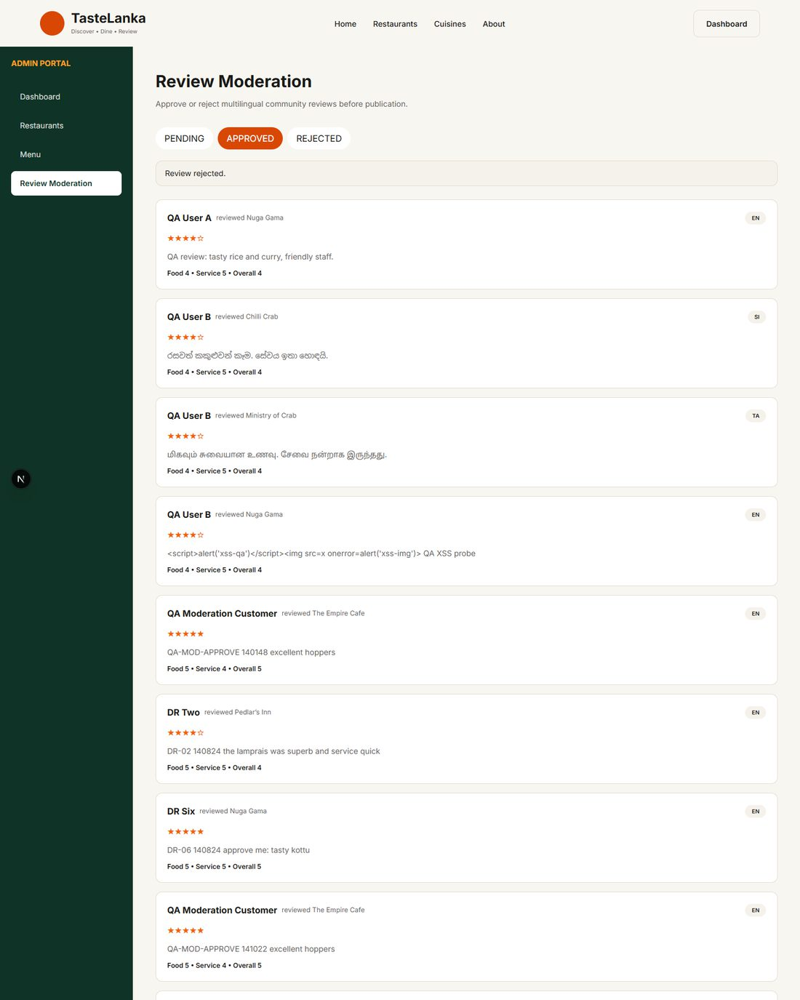 TasteLanka
Discover • Dine • Review
Home
Restaurants
Cuisines
About
Dashboard
ADMIN PORTAL
Dashboard
Restaurants
Menu
Review Moderation
Review Moderation
Approve or reject multilingual community reviews before publication.
PENDING
APPROVED
REJECTED
Review rejected.
QA User A reviewed Nuga Gama
EN
★★★★☆
QA review: tasty rice and curry, friendly staff.
Food 4 • Service 5 • Overall 4
QA User B reviewed Chilli Crab
SI
★★★★☆
රසවත් කකුළුවන් කෑම. සේවය ඉතා හොඳයි.
Food 4 • Service 5 • Overall 4
QA User B reviewed Ministry of Crab
TA
★★★★☆
மிகவும் சுவையான உணவு. சேவை நன்றாக இருந்தது.
Food 4 • Service 5 • Overall 4
QA User B reviewed Nuga Gama
EN
★★★★☆
<script>alert('xss-qa')</script><img src=x onerror=alert('xss-img')> QA XSS probe
Food 4 • Service 5 • Overall 4
QA Moderation Customer reviewed The Empire Cafe
EN
★★★★★
QA-MOD-APPROVE 140148 excellent hoppers
Food 5 • Service 4 • Overall 5
DR Two reviewed Pedlar's Inn
EN
★★★★☆
DR-02 140824 the lamprais was superb and service quick
Food 5 • Service 5 • Overall 4
DR Six reviewed Nuga Gama
EN
★★★★★
DR-06 140824 approve me: tasty kottu
Food 5 • Service 5 • Overall 5
QA Moderation Customer reviewed The Empire Cafe
EN
★★★★★
QA-MOD-APPROVE 141022 excellent hoppers
Food 5 • Service 4 • Overall 5
N